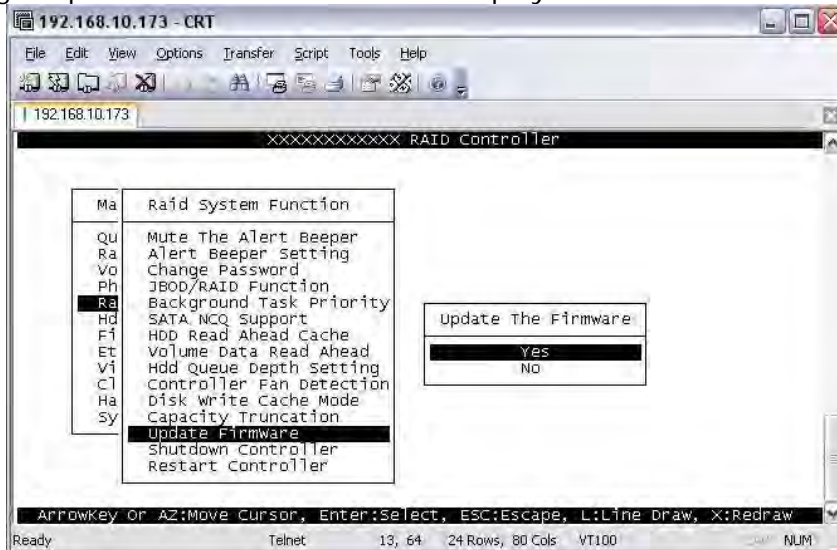 192.168.10.173 - CRT
File Edit View Options Transfer Script Tools Help
192.168.10.173
XXXXXXXXXXXX RAID Controller
Ma
Qu
Ra
Vo
Ph
Ra
Hd
Fi
Et
Vi
Cl
Ha
Sy
Raid System Function
Mute The Alert Beeper
Alert Beeper Setting
Change Password
JBOD/RAID Function
Background Task Priority
SATA NCQ Support
HDD Read Ahead Cache
Volume Data Read Ahead
Hdd Queue Depth Setting
Controller Fan Detection
Disk Write Cache Mode
Capacity Truncation
Update Firmware
Shutdown Controller
Restart Controller
Update The Firmware
Yes
No
ArrowKey Or AZ:Move Cursor, Enter:Select, ESC:Escape, L:Line Draw, X:Redraw
Ready Telnet 13, 64 24 Rows, 80 Cols VT100 NUM